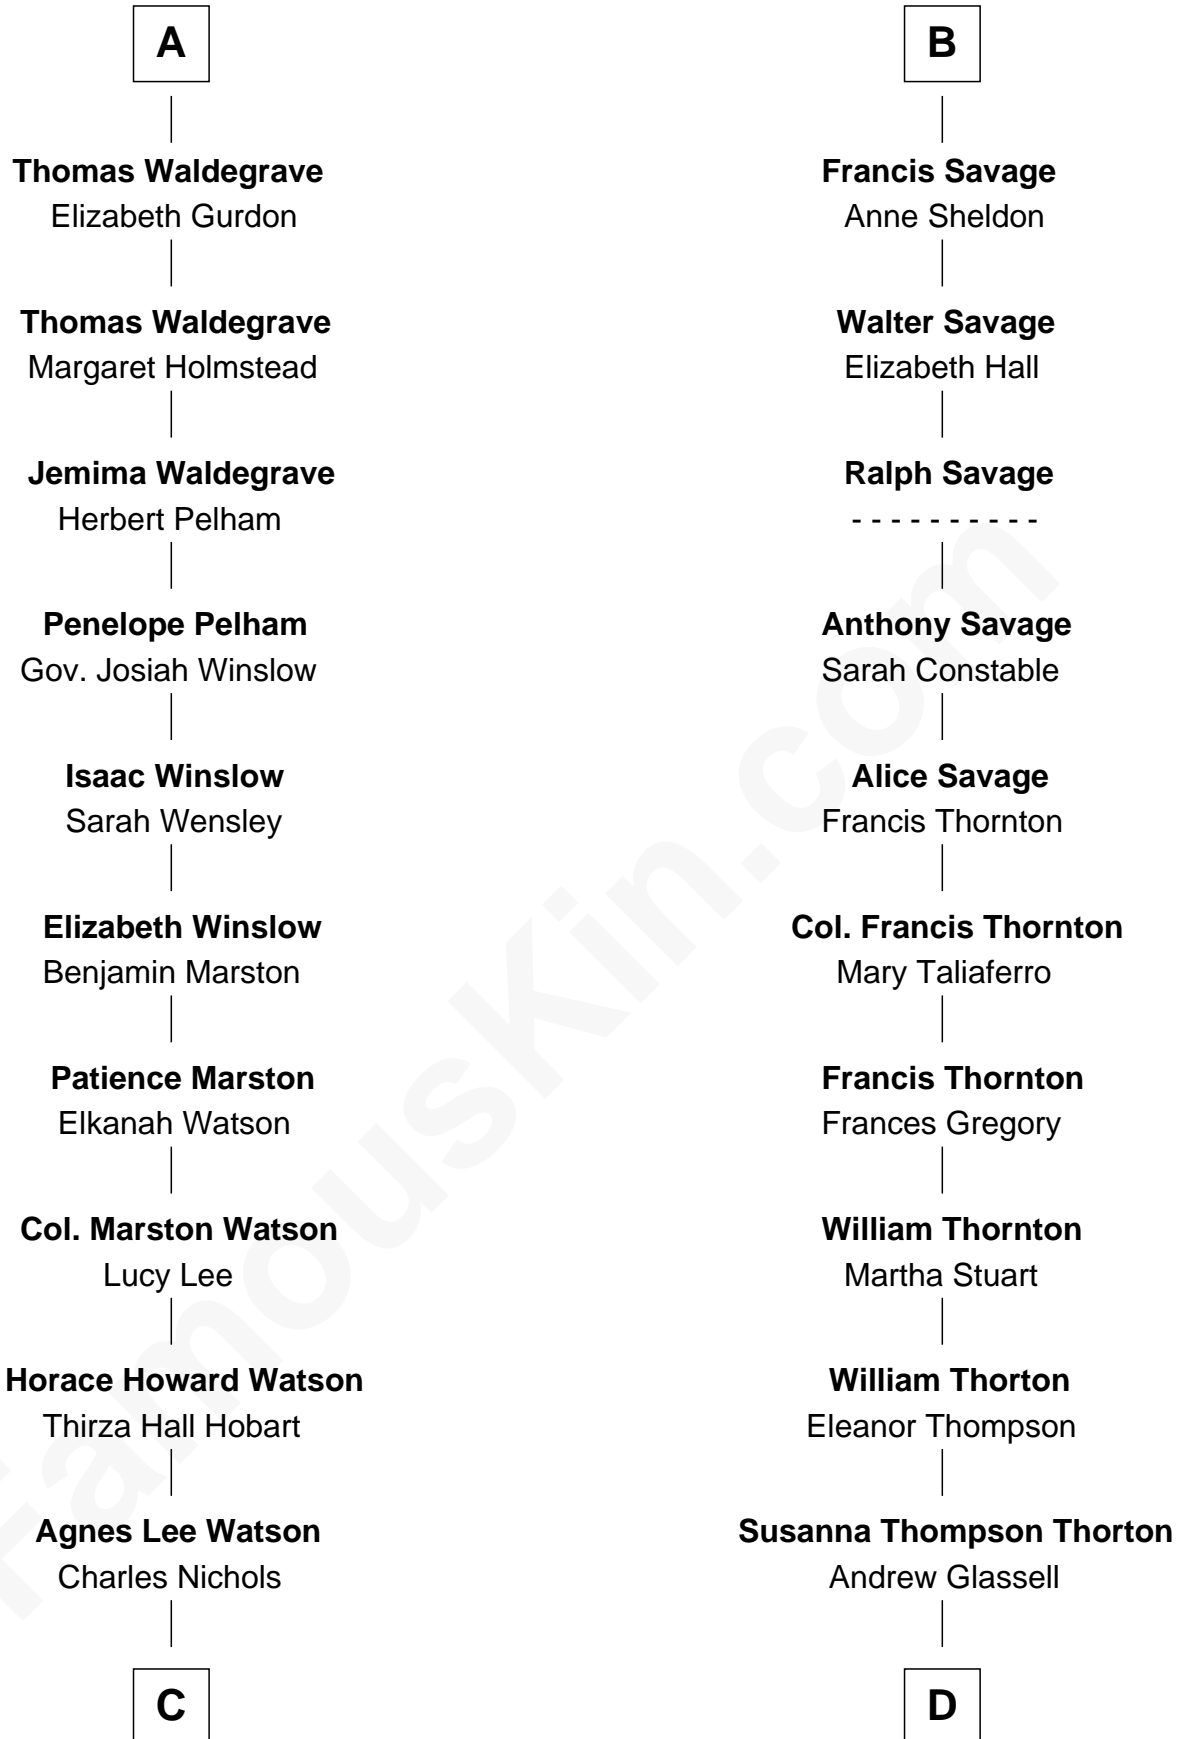 A
Thomas Waldegrave
Elizabeth Gurdon
Thomas Waldegrave
Margaret Holmstead
Jemima Waldegrave
Herbert Pelham
Penelope Pelham
Gov. Josiah Winslow
Isaac Winslow
Sarah Wensley
Elizabeth Winslow
Benjamin Marston
Patience Marston
Elkanah Watson
Col. Marston Watson
Lucy Lee
Horace Howard Watson
Thirza Hall Hobart
Agnes Lee Watson
Charles Nichols
C
B
Francis Savage
Anne Sheldon
Walter Savage
Elizabeth Hall
Ralph Savage
- - - - - - - - - -
Anthony Savage
Sarah Constable
Alice Savage
Francis Thornton
Col. Francis Thornton
Mary Taliaferro
Francis Thornton
Frances Gregory
William Thornton
Martha Stuart
William Thorton
Eleanor Thompson
Susanna Thompson Thorton
Andrew Glassell
D
FamousKin.com